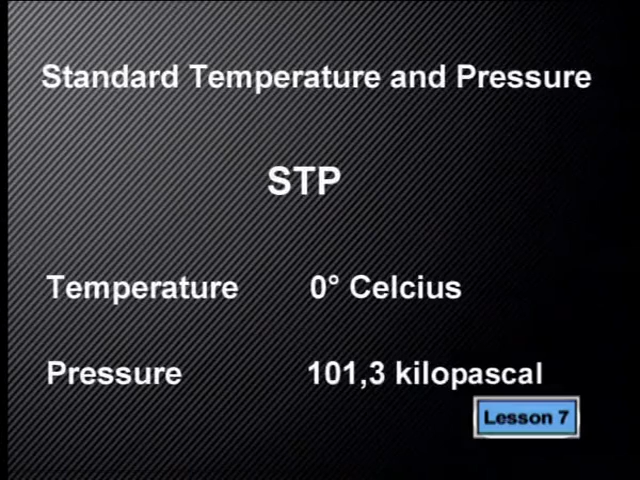 Standard Temperature and Pressure
STP
Temperature 0° Celcius
Pressure 101,3 kilopascal
Lesson 7